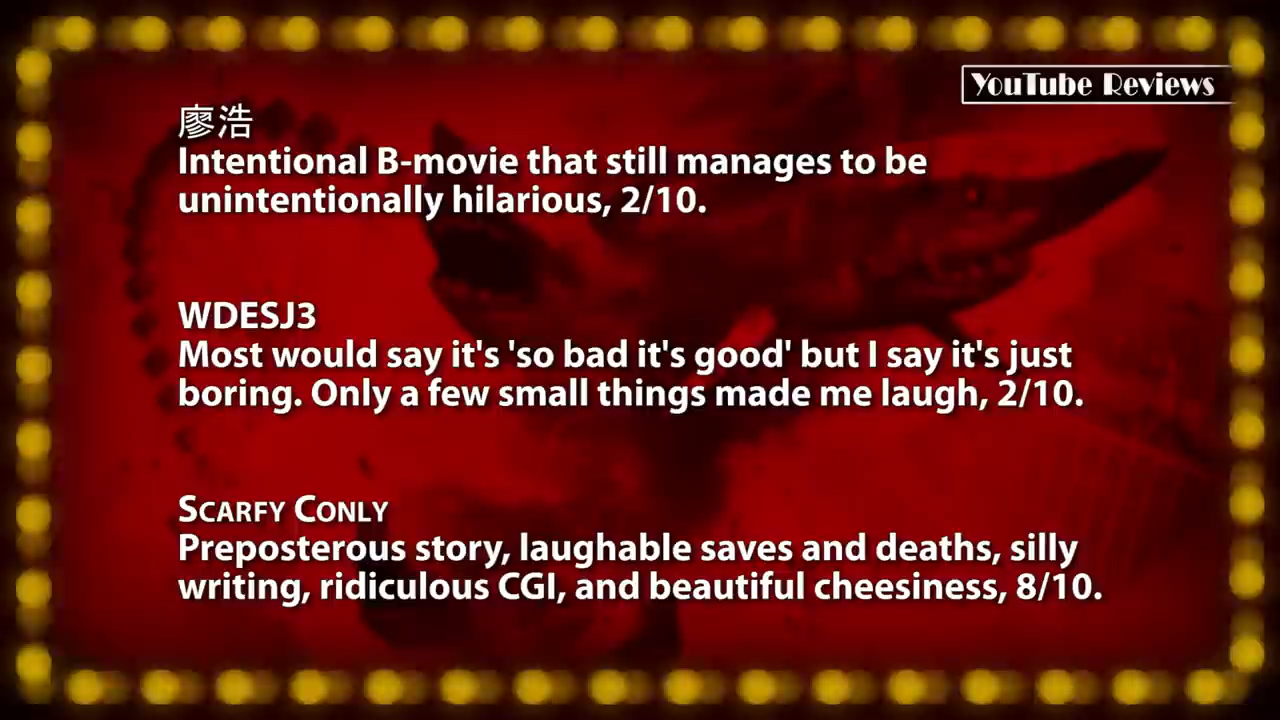 YouTube Reviews
廖浩
Intentional B-movie that still manages to be
unintentionally hilarious, 2/10.
WDESJ3
Most would say it's 'so bad it's good' but I say it's just
boring. Only a few small things made me laugh, 2/10.
Scarfy Conly
Preposterous story, laughable saves and deaths, silly
writing, ridiculous CGI, and beautiful cheesiness, 8/10.